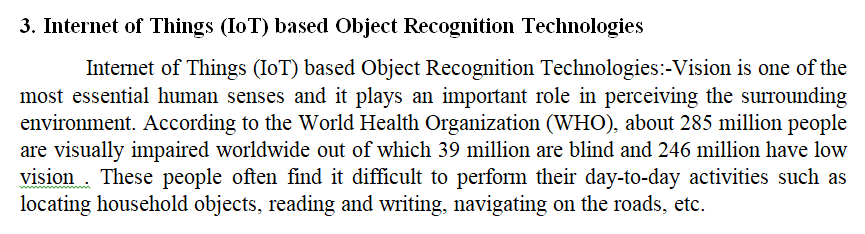 3. Internet of Things (IoT) based Object Recognition Technologies
Internet of Things (IoT) based Object Recognition Technologies:-Vision is one of the
most essential human senses and it plays an important role in perceiving the surrounding
environment. According to the World Health Organization (WHO), about 285 million people
are visually impaired worldwide out of which 39 million are blind and 246 million have low
vision . These people often find it difficult to perform their day-to-day activities such as
locating household objects, reading and writing, navigating on the roads, etc.